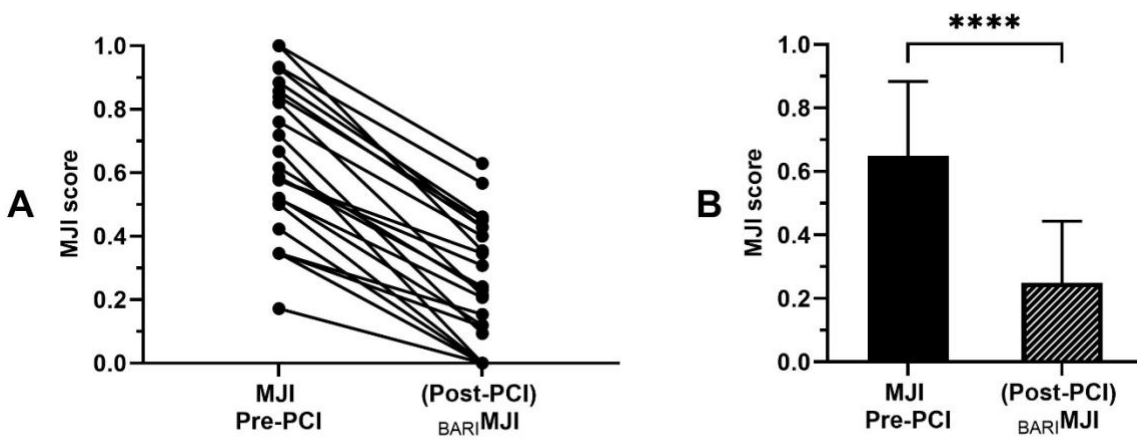 A
MJI score
1.0
0.8
0.6
0.4
0.2
0.0
MJI
Pre-PCI
(Post-PCI)
BARIMJI
B
MJI score
****
1.0
0.8
0.6
0.4
0.2
0.0
MJI
Pre-PCI
(Post-PCI)
BARIMJI